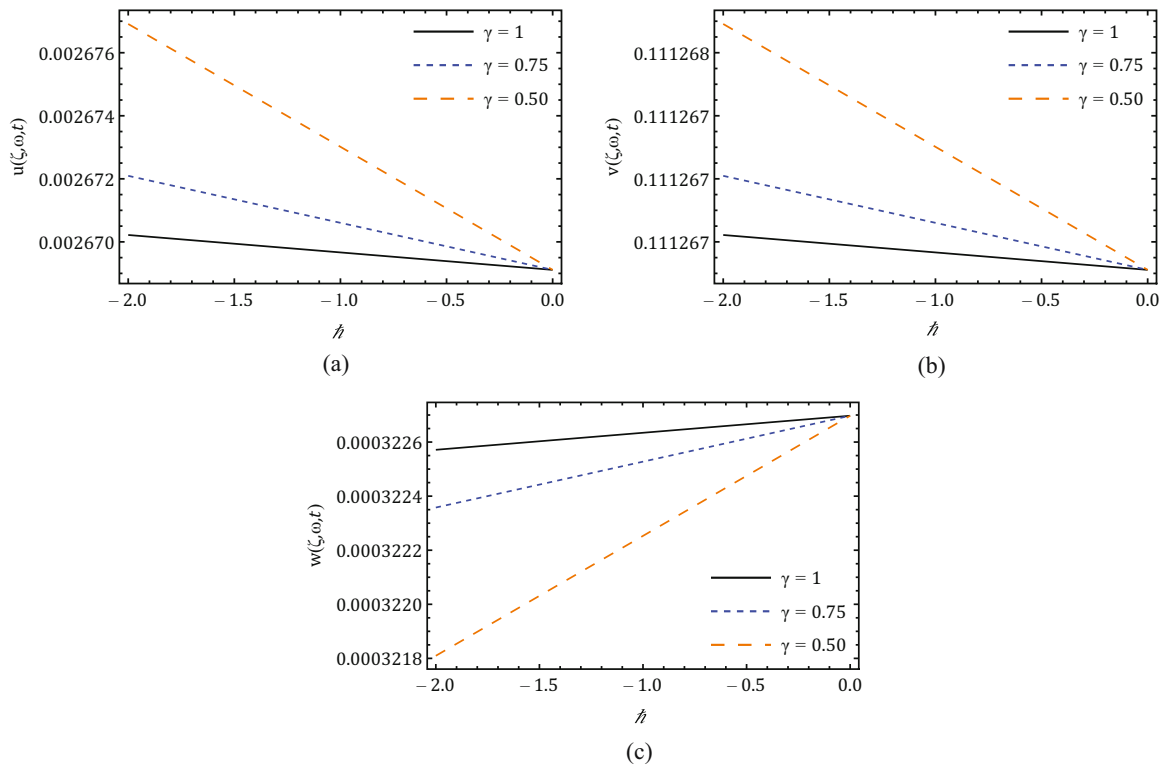 γ = 1
γ = 0.75
γ = 0.50
0.002676
0.002674
0.002672
0.002670
u(ζ,ω,t)
−2.0 −1.5 −1.0 −0.5 0.0
ℏ
(a)
γ = 1
γ = 0.75
γ = 0.50
0.111268
0.111267
0.111267
0.111267
v(ζ,ω,t)
−2.0 −1.5 −1.0 −0.5 0.0
ℏ
(b)
0.0003226
0.0003224
0.0003222
0.0003220
0.0003218
w(ζ,ω,t)
γ = 1
γ = 0.75
γ = 0.50
−2.0 −1.5 −1.0 −0.5 0.0
ℏ
(c)